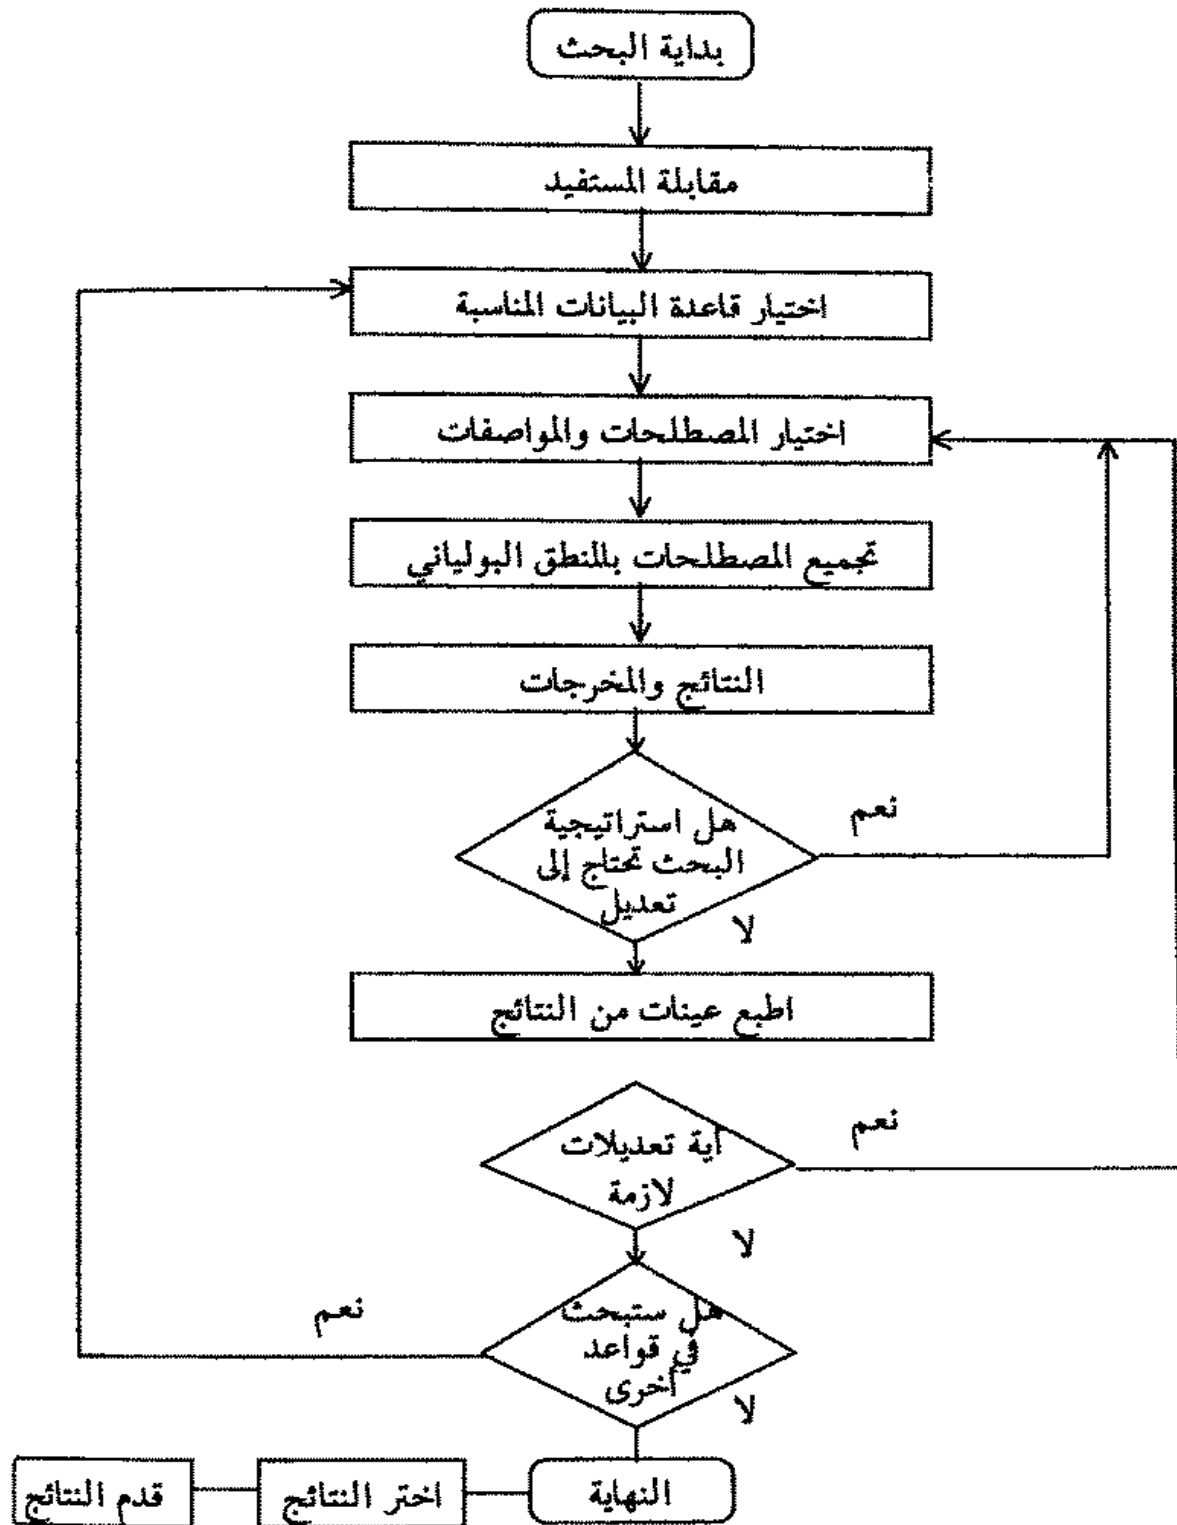 بداية البحث
مقابلة المستفيد
اختيار قاعدة البيانات المناسبة
اختيار المصطلحات والمواصفات
تجميع المصطلحات بالمنطق البولياني
النتائج والمخرجات
هل استراتيجية
البحث تحتاج إلى
تعديل
نعم
لا
اطبع عينات من النتائج
أية تعديلات
لازمة
نعم
لا
هل ستبحث
في قواعد
أخرى
نعم
لا
النهاية
اختر النتائج
قدم النتائج